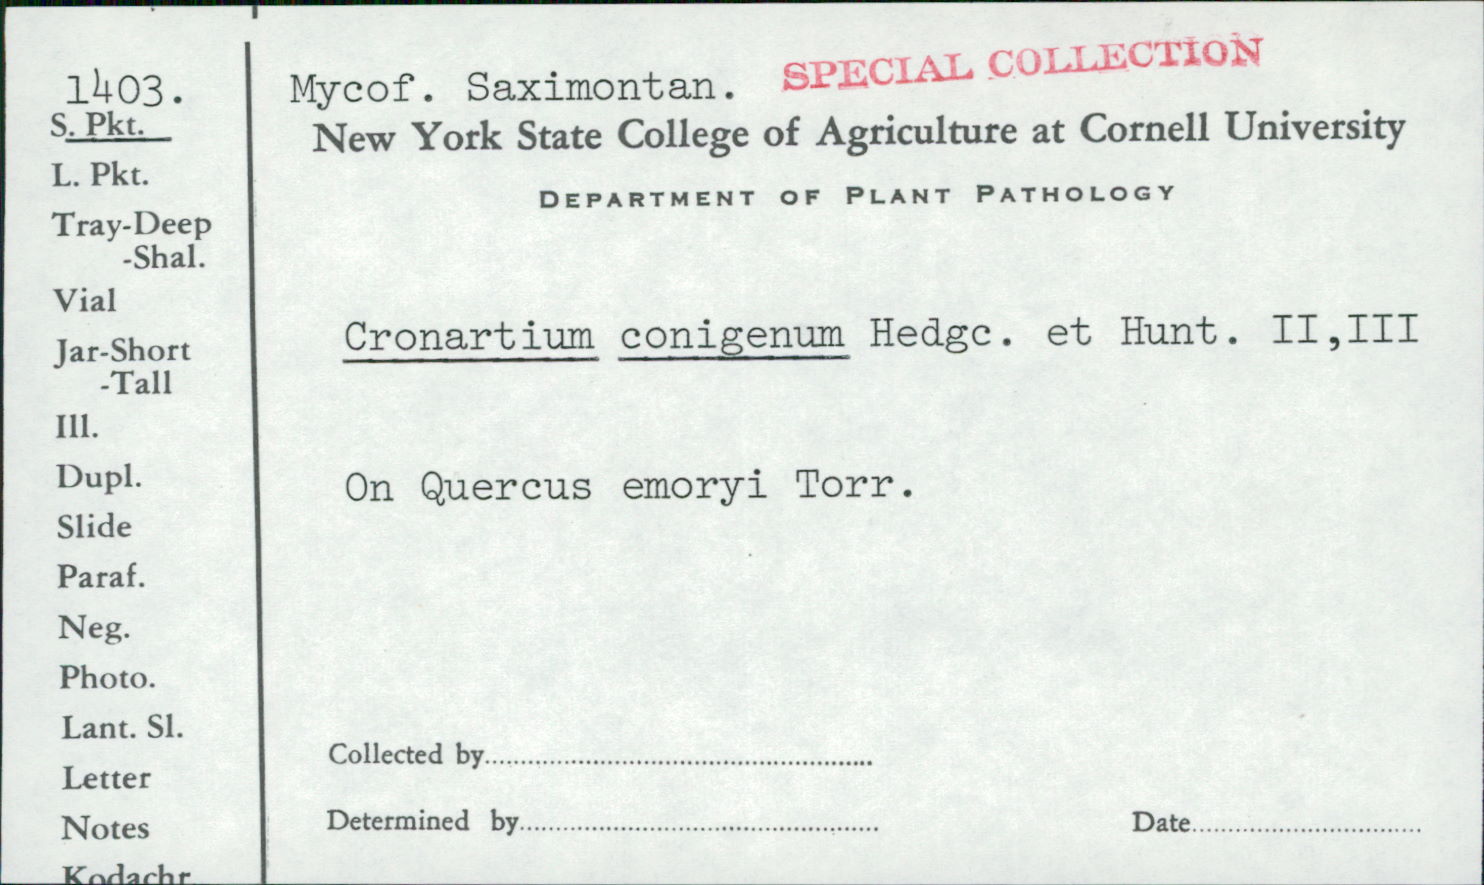 1403.
S. Pkt.
L. Pkt.
Tray-Deep
-Shal.
Vial
Jar-Short
-Tall
Ill.
Dupl.
Slide
Paraf.
Neg.
Photo.
Lant. Sl.
Letter
Notes
Kodachr.
Mycof. Saximontan. SPECIAL COLLECTION
New York State College of Agriculture at Cornell University
DEPARTMENT OF PLANT PATHOLOGY
Cronartium conigenum Hedgc. et Hunt. II,III
On Quercus emoryi Torr.
Collected by
Determined by
Date